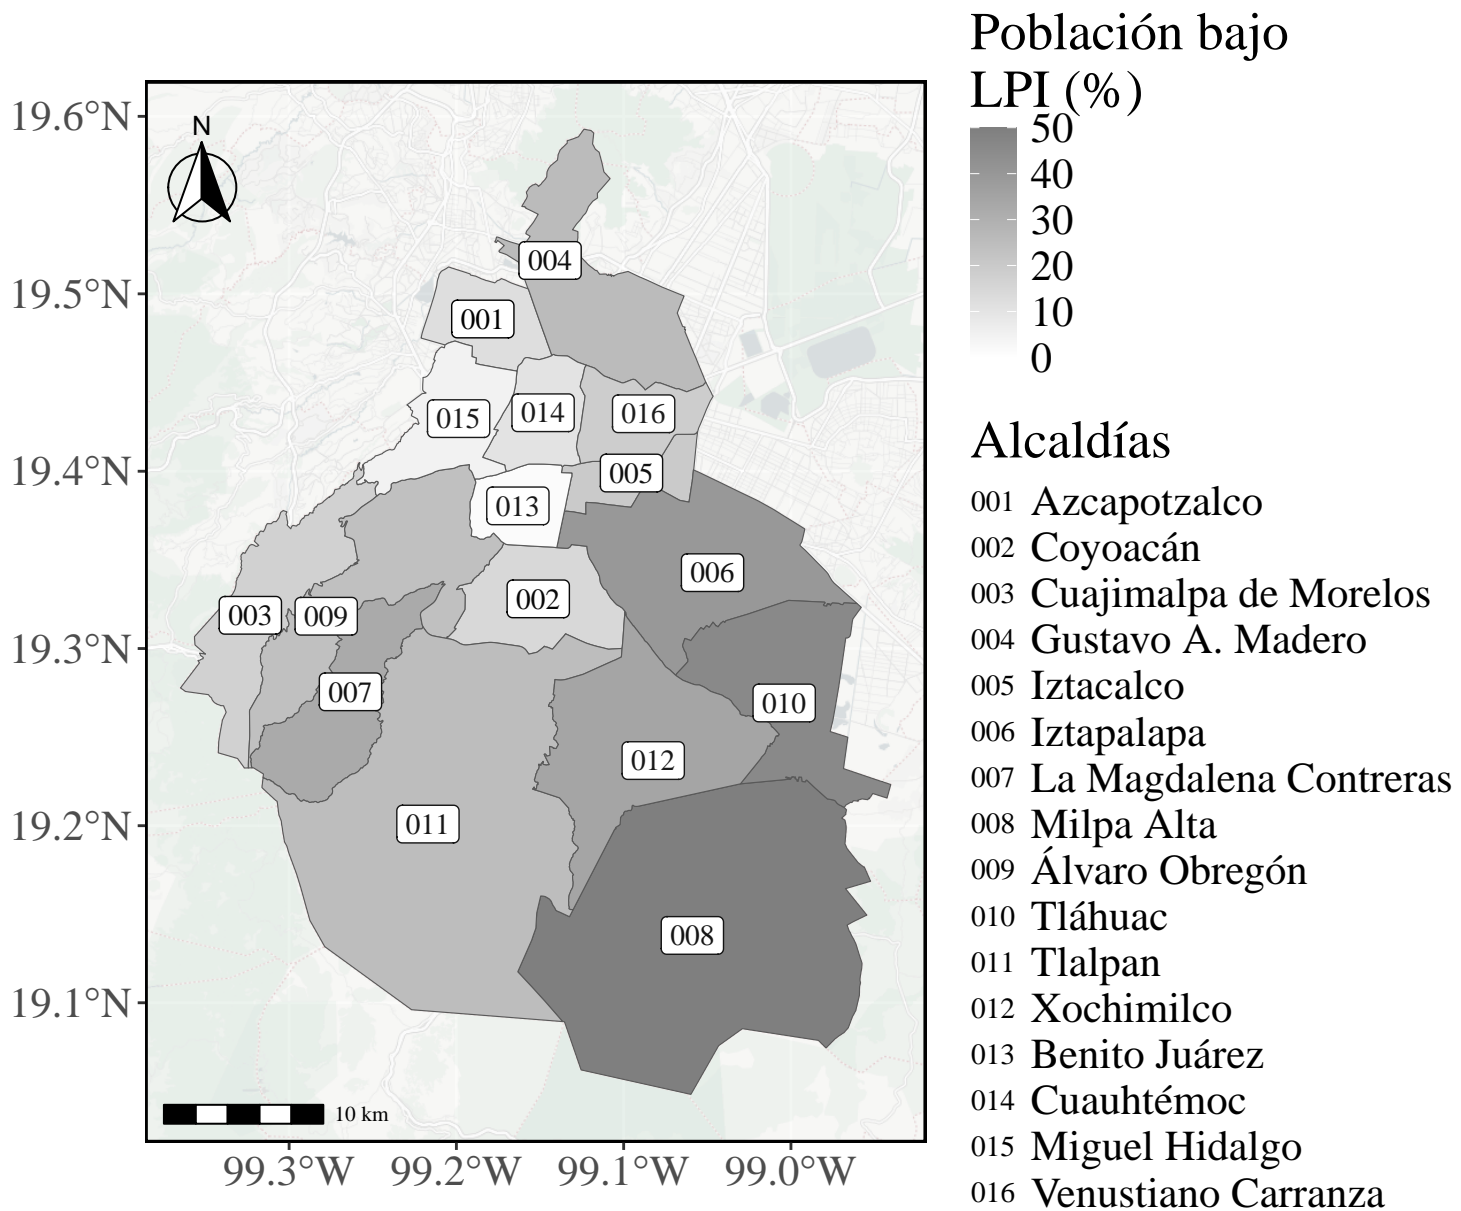 Población bajo
LPI (%)
50
40
30
20
10
0
Alcaldías
001 Azcapotzalco
002 Coyoacán
003 Cuajimalpa de Morelos
004 Gustavo A. Madero
005 Iztacalco
006 Iztapalapa
007 La Magdalena Contreras
008 Milpa Alta
009 Álvaro Obregón
010 Tláhuac
011 Tlalpan
012 Xochimilco
013 Benito Juárez
014 Cuauhtémoc
015 Miguel Hidalgo
016 Venustiano Carranza
19.6°N
19.5°N
19.4°N
19.3°N
19.2°N
19.1°N
N
004
001
015
014
016
005
013
006
002
003
009
007
010
012
011
008
10 km
99.3°W 99.2°W 99.1°W 99.0°W